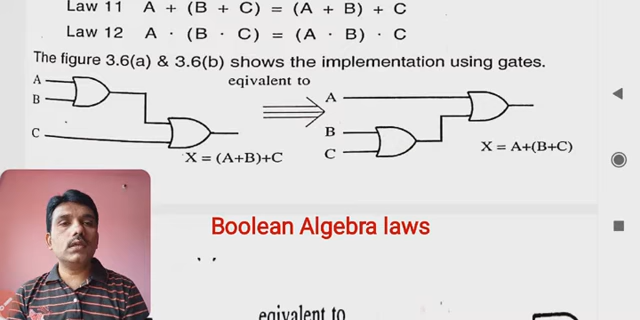 Law 11 A + (B + C) = (A + B) + C
Law 12 A · (B · C) = (A · B) · C
The figure 3.6(a) & 3.6(b) shows the implementation using gates.
A
B
C
X = (A+B)+C
eqivalent to
A
B
C
X = A+(B+C)
Boolean Algebra laws
eqivalent to